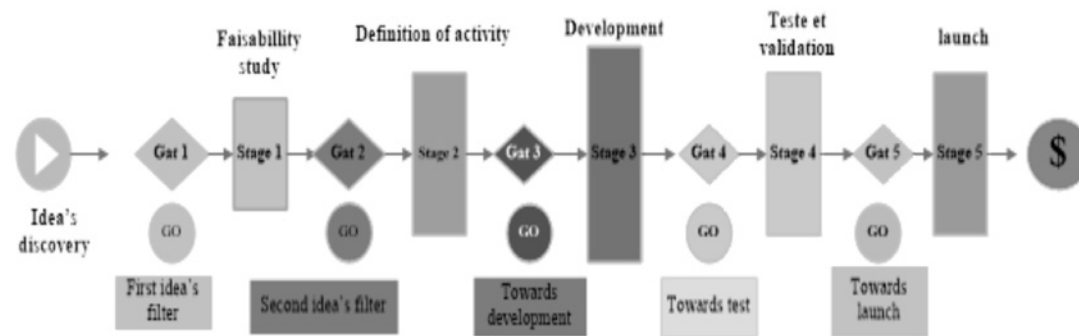 Faisabillity
study
Definition of activity
Development
Teste et
validation
launch
Gat 1
Stage 1
Gat 2
Stage 2
Gat 3
Stage 3
Gat 4
Stage 4
Gat 5
Stage 5
$
Idea's
discovery
GO
GO
GO
GO
GO
First idea's
filter
Second idea's filter
Towards
development
Towards test
Towards
launch